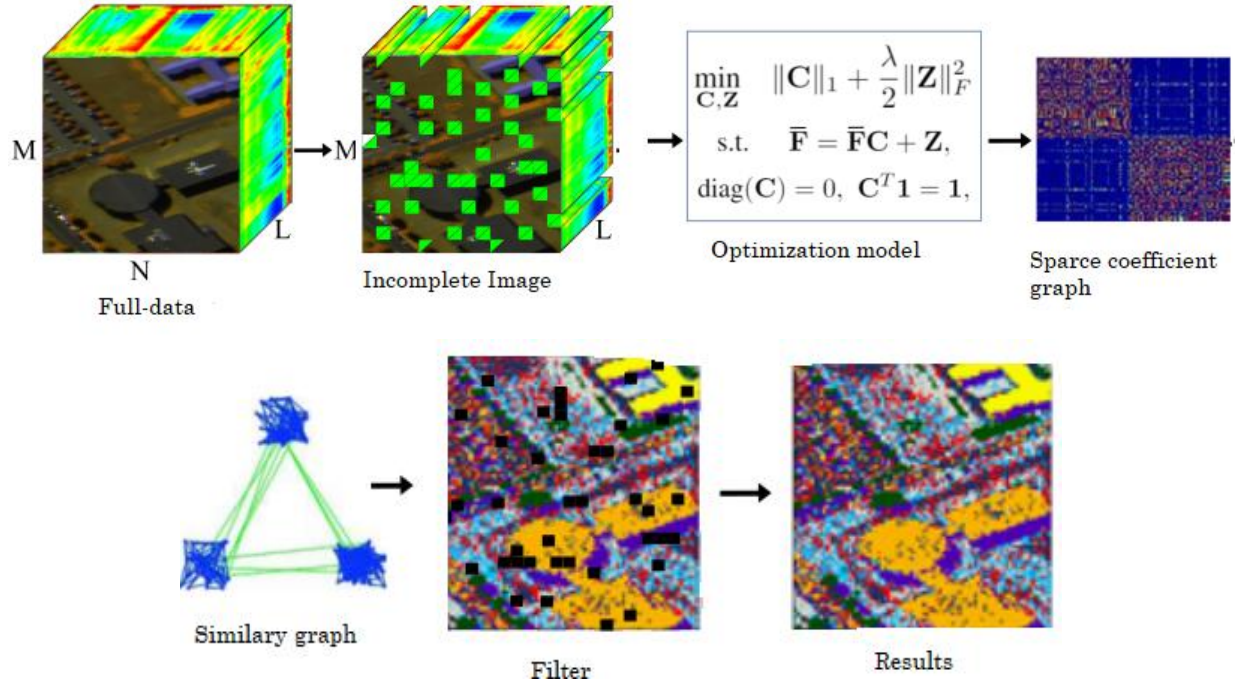 M
N
L
Full-data
M
L
Incomplete Image
min ‖C‖₁ + λ/2 ‖Z‖²_F
C,Z
s.t. F̄ = F̄C + Z,
diag(C) = 0, Cᵀ1 = 1,
Optimization model
Sparce coefficient
graph
Similary graph
Filter
Results